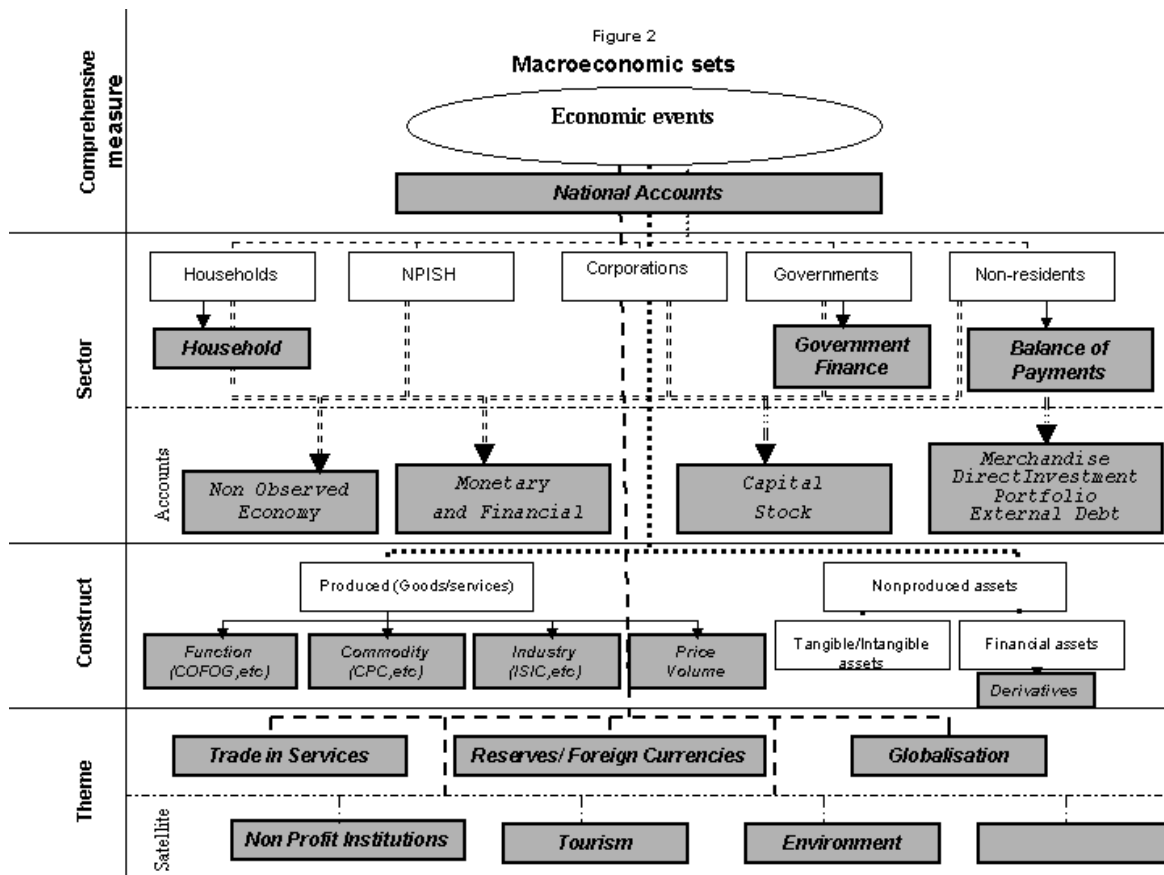 Figure 2
Macroeconomic sets
Comprehensive
measure
Economic events
National Accounts
Sector
Households
NPISH
Corporations
Governments
Non-residents
Household
Government
Finance
Balance of
Payments
Accounts
Non Observed
Economy
Monetary
and Financial
Capital
Stock
Merchandise
DirectInvestment
Portfolio
External Debt
Construct
Produced (Goods/services)
Nonproduced assets
Function
(COFOG,etc)
Commodity
(CPC,etc)
Industry
(ISIC,etc)
Price
Volume
Tangible/Intangible
assets
Financial assets
Derivatives
Theme
Trade in Services
Reserves/ Foreign Currencies
Globalisation
Satellite
Non Profit Institutions
Tourism
Environment